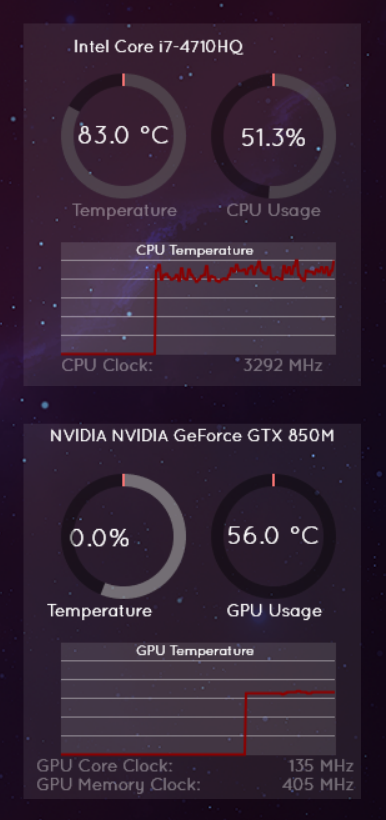 Intel Core i7-4710HQ
83.0 °C 51.3%
Temperature CPU Usage
CPU Temperature
CPU Clock: 3292 MHz
NVIDIA NVIDIA GeForce GTX 850M
0.0% 56.0 °C
Temperature GPU Usage
GPU Temperature
GPU Core Clock: 135 MHz
GPU Memory Clock: 405 MHz